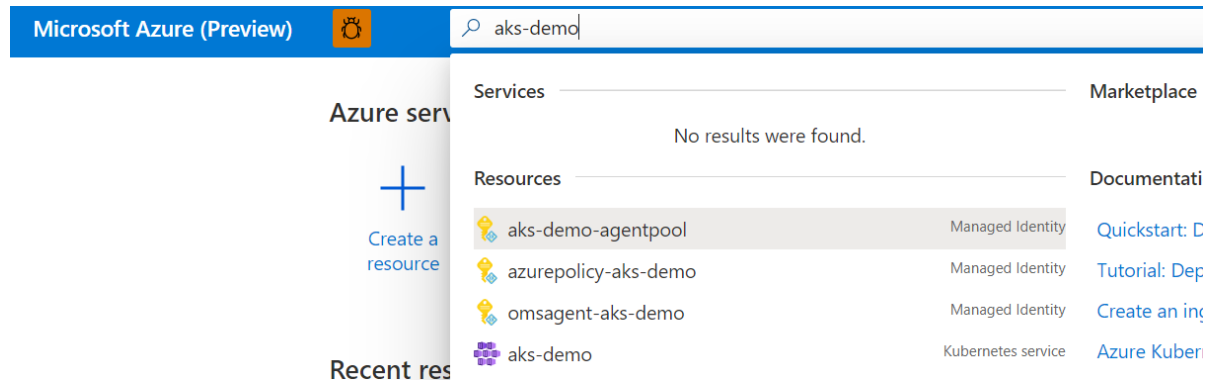 Microsoft Azure (Preview)
aks-demo
Azure serv
Create a
resource
Recent res
Services
No results were found.
Resources
aks-demo-agentpool Managed Identity
azurepolicy-aks-demo Managed Identity
omsagent-aks-demo Managed Identity
aks-demo Kubernetes service
Marketplace
Documentati
Quickstart: D
Tutorial: Dep
Create an ing
Azure Kuber